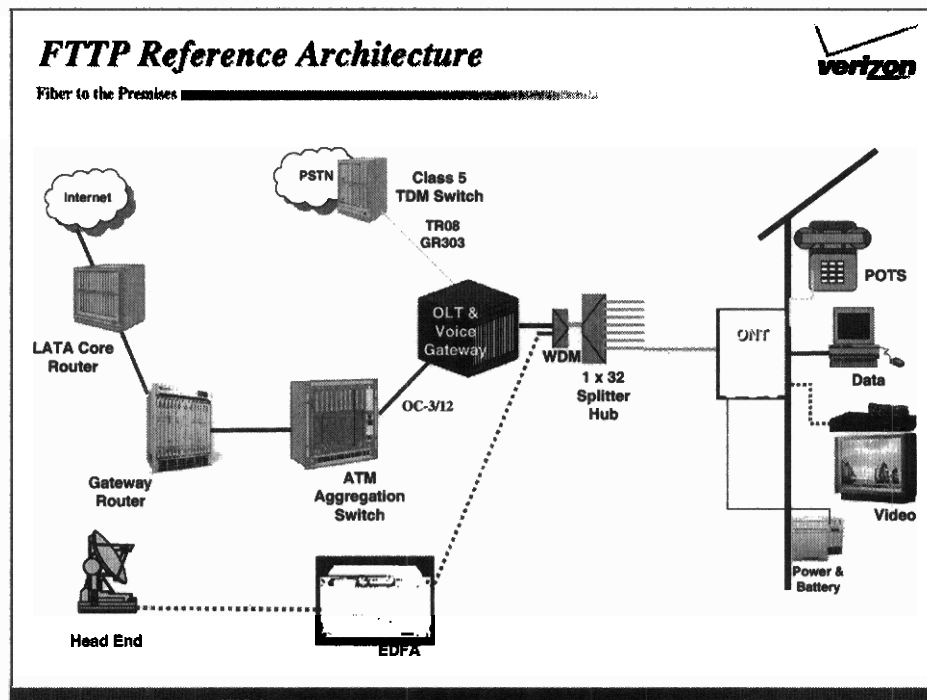 FTTP Reference Architecture
verizon
Fiber to the Premises
PSTN
Class 5
TDM Switch
Internet
TR08
GR303
POTS
OLT &
Voice
Gateway
ONT
LATA Core
Router
WDM
1 x 32
Splitter
Hub
Data
OC-3/12
Gateway
Router
ATM
Aggregation
Switch
Video
Power &
Battery
Head End
EDFA